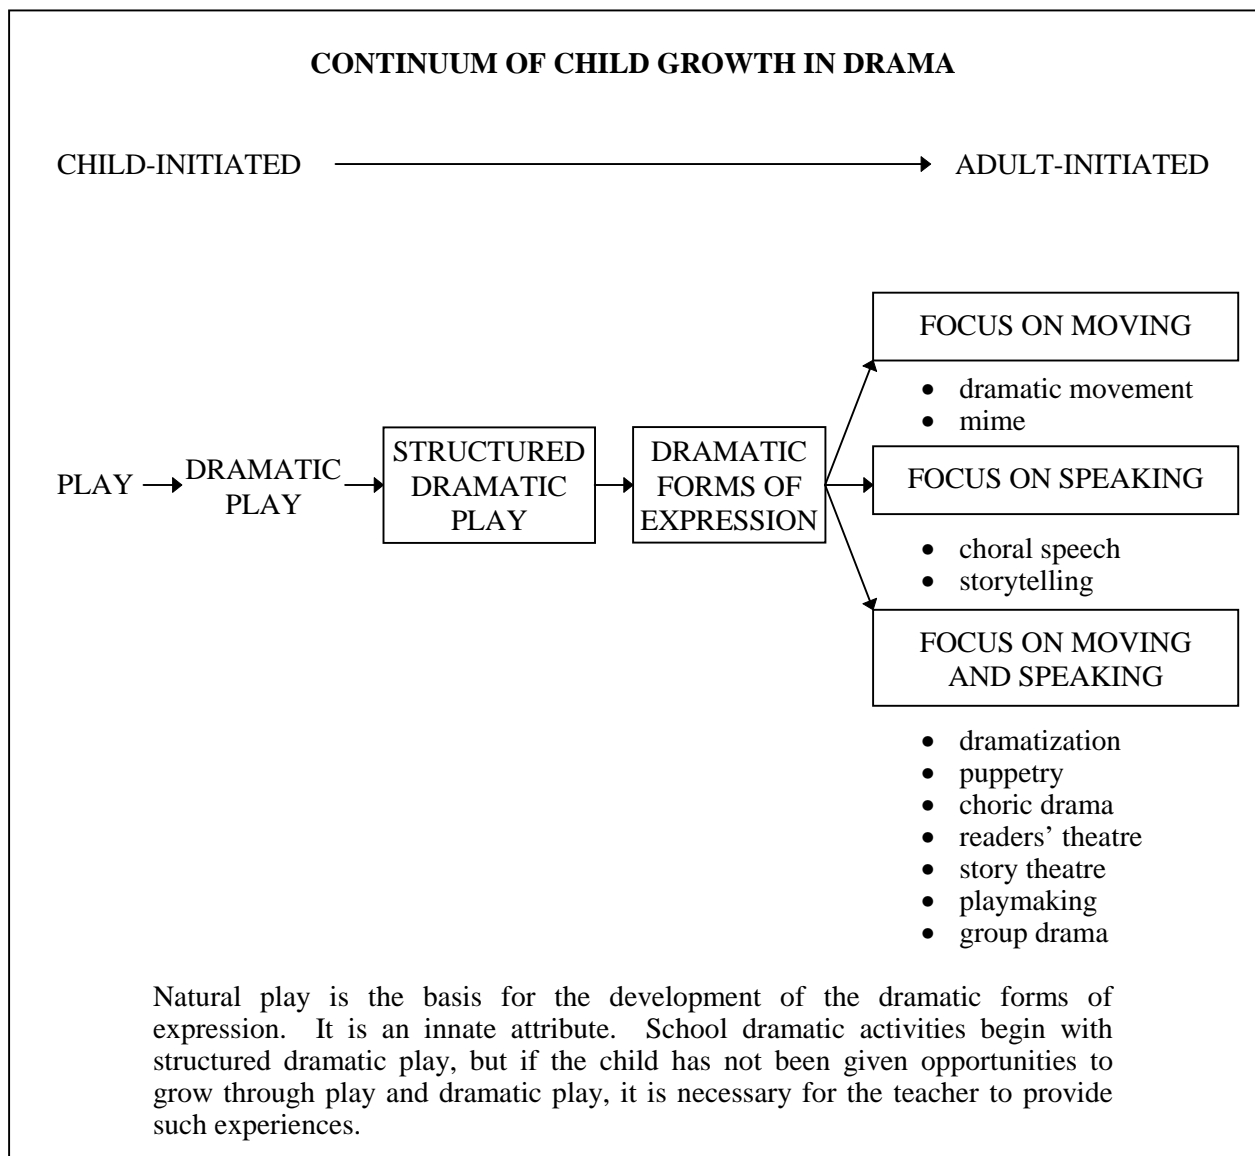 CONTINUUM OF CHILD GROWTH IN DRAMA
CHILD-INITIATED
ADULT-INITIATED
PLAY
DRAMATIC
PLAY
STRUCTURED
DRAMATIC
PLAY
DRAMATIC
FORMS OF
EXPRESSION
FOCUS ON MOVING
• dramatic movement
• mime
FOCUS ON SPEAKING
• choral speech
• storytelling
FOCUS ON MOVING
AND SPEAKING
• dramatization
• puppetry
• choric drama
• readers’ theatre
• story theatre
• playmaking
• group drama
Natural play is the basis for the development of the dramatic forms of
expression. It is an innate attribute. School dramatic activities begin with
structured dramatic play, but if the child has not been given opportunities to
grow through play and dramatic play, it is necessary for the teacher to provide
such experiences.